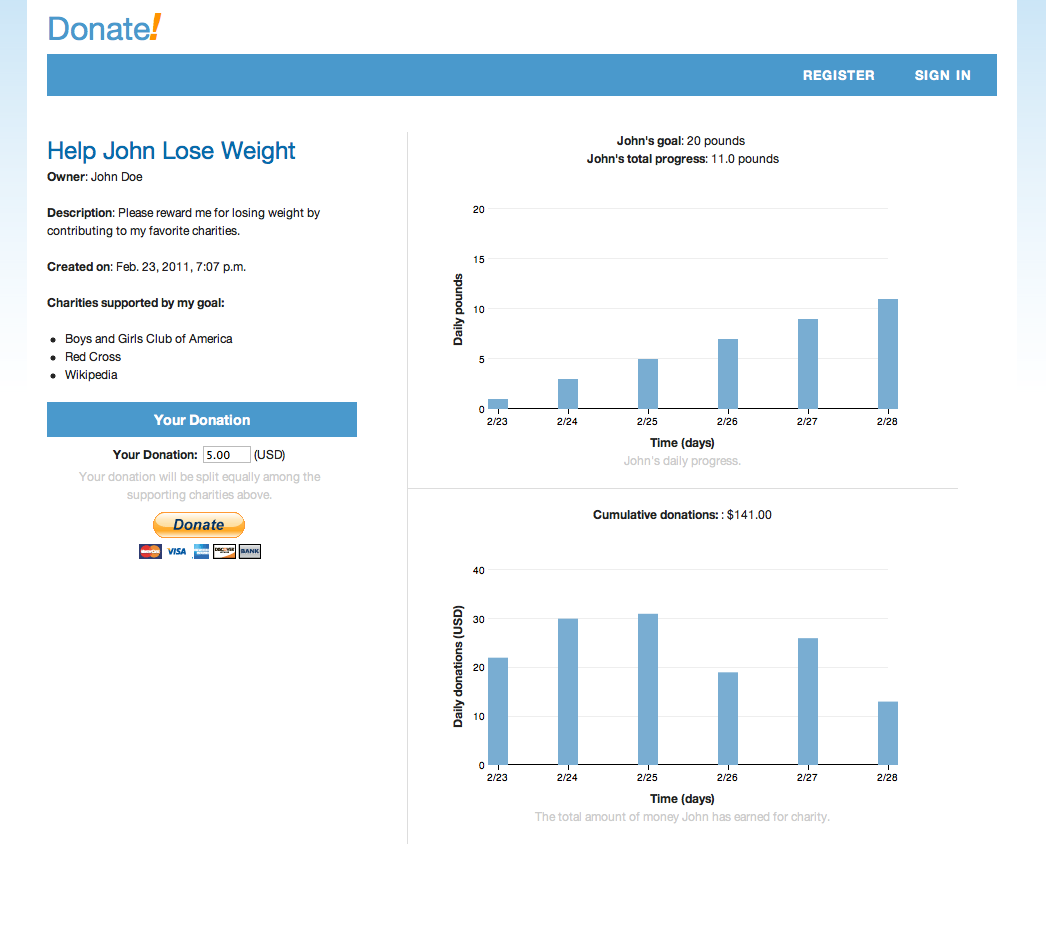 Donate!
REGISTER SIGN IN
Help John Lose Weight
Owner: John Doe
Description: Please reward me for losing weight by
contributing to my favorite charities.
Created on: Feb. 23, 2011, 7:07 p.m.
Charities supported by my goal:
Boys and Girls Club of America
Red Cross
Wikipedia
Your Donation
Your Donation: 5.00 (USD)
Your donation will be split equally among the
supporting charities above.
Donate
MasterCard VISA DISCOVER BANK
John's goal: 20 pounds
John's total progress: 11.0 pounds
20
15
10
5
0
Daily pounds
2/23 2/24 2/25 2/26 2/27 2/28
Time (days)
John's daily progress.
Cumulative donations: : $141.00
40
30
20
10
0
Daily donations (USD)
2/23 2/24 2/25 2/26 2/27 2/28
Time (days)
The total amount of money John has earned for charity.